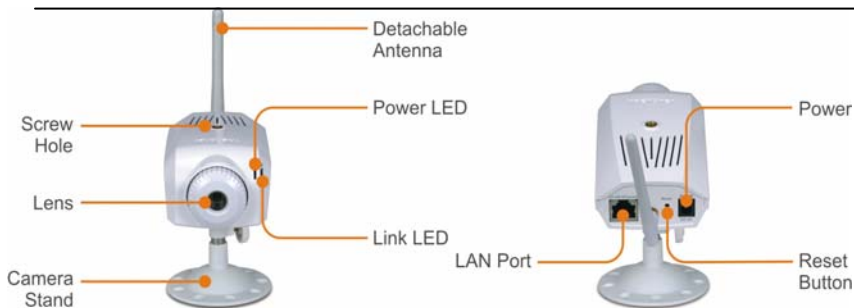 Detachable
Antenna
Power LED
Screw
Hole
Lens
Link LED
Camera
Stand
Power
LAN Port
Reset
Button